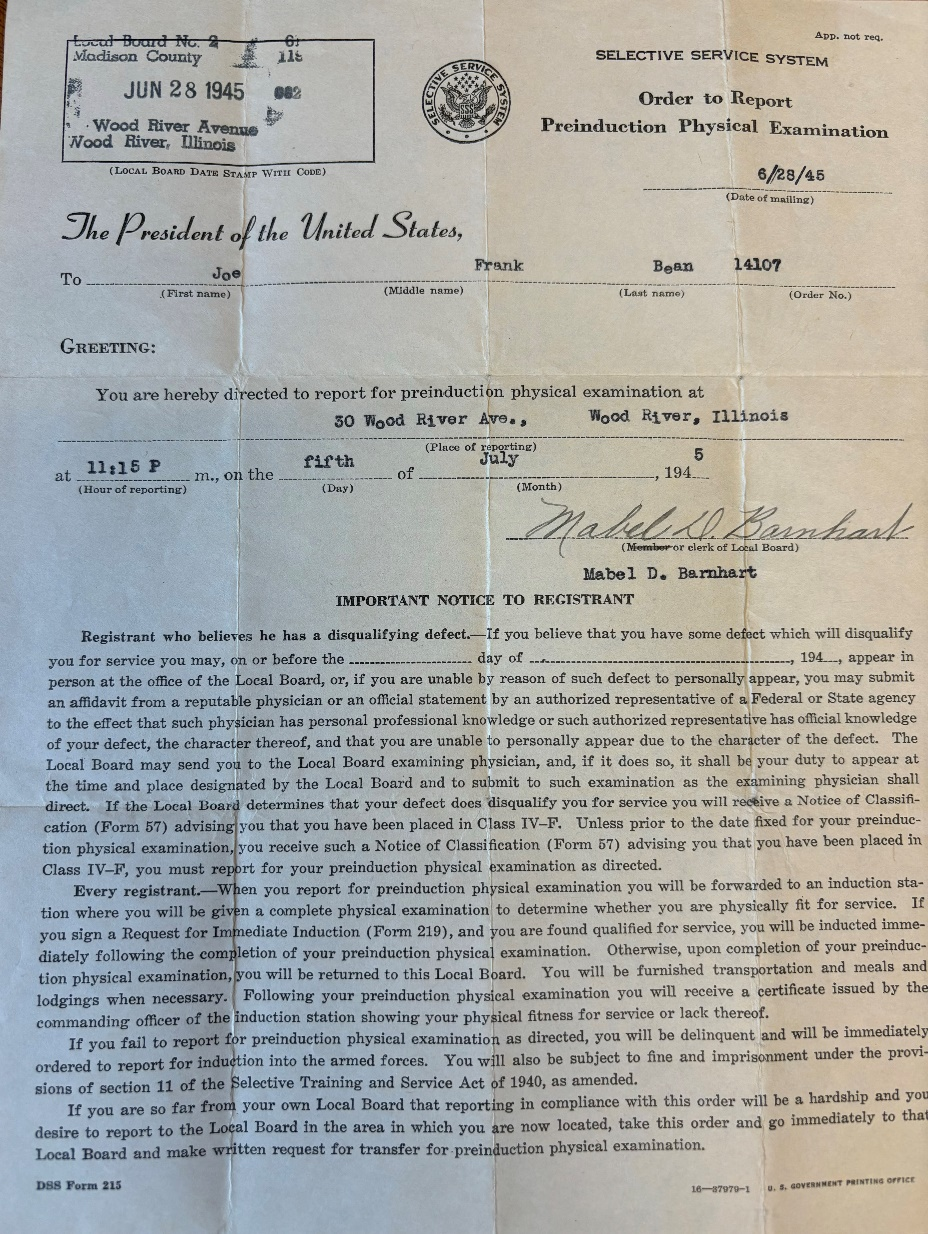 App. not req.
Local Board No. 2 61
Madison County 118
JUN 28 1945 002
Wood River Avenue
Wood River, Illinois
(LOCAL BOARD DATE STAMP WITH CODE)
SELECTIVE SERVICE SYSTEM
SELECTIVE SERVICE SYSTEM
Order to Report
Preinduction Physical Examination
6/28/45
(Date of mailing)
The President of the United States,
To Joe Frank Bean 14107
(First name) (Middle name) (Last name) (Order No.)
GREETING:
You are hereby directed to report for preinduction physical examination at
30 Wood River Ave., Wood River, Illinois
(Place of reporting)
at 11:15 P m., on the fifth of July, 1945
(Hour of reporting) (Day) (Month)
Mabel D. Barnhart
(Member or clerk of Local Board)
Mabel D. Barnhart
IMPORTANT NOTICE TO REGISTRANT
Registrant who believes he has a disqualifying defect.—If you believe that you have some defect which will disqualify
you for service you may, on or before the ____ day of ____, 194__, appear in
person at the office of the Local Board, or, if you are unable by reason of such defect to personally appear, you may submit
an affidavit from a reputable physician or an official statement by an authorized representative of a Federal or State agency
to the effect that such physician has personal professional knowledge or such authorized representative has official knowledge
of your defect, the character thereof, and that you are unable to personally appear due to the character of the defect. The
Local Board may send you to the Local Board examining physician, and, if it does so, it shall be your duty to appear at
the time and place designated by the Local Board and to submit to such examination as the examining physician shall
direct. If the Local Board determines that your defect does disqualify you for service you will receive a Notice of Classifi-
cation (Form 57) advising you that you have been placed in Class IV–F. Unless prior to the date fixed for your preinduc-
tion physical examination, you receive such a Notice of Classification (Form 57) advising you that you have been placed in
Class IV–F, you must report for your preinduction physical examination as directed.
Every registrant.—When you report for preinduction physical examination you will be forwarded to an induction sta-
tion where you will be given a complete physical examination to determine whether you are physically fit for service. If
you sign a Request for Immediate Induction (Form 219), and you are found qualified for service, you will be inducted imme-
diately following the completion of your preinduction physical examination. Otherwise, upon completion of your preinduc-
tion physical examination, you will be returned to this Local Board. You will be furnished transportation and meals and
lodgings when necessary. Following your preinduction physical examination you will receive a certificate issued by the
commanding officer of the induction station showing your physical fitness for service or lack thereof.
If you fail to report for preinduction physical examination as directed, you will be delinquent and will be immediately
ordered to report for induction into the armed forces. You will also be subject to fine and imprisonment under the provi-
sions of section 11 of the Selective Training and Service Act of 1940, as amended.
If you are so far from your own Local Board that reporting in compliance with this order will be a hardship and you
desire to report to the Local Board in the area in which you are now located, take this order and go immediately to that
Local Board and make written request for transfer for preinduction physical examination.
DSS Form 215
16—37979-1 U. S. GOVERNMENT PRINTING OFFICE